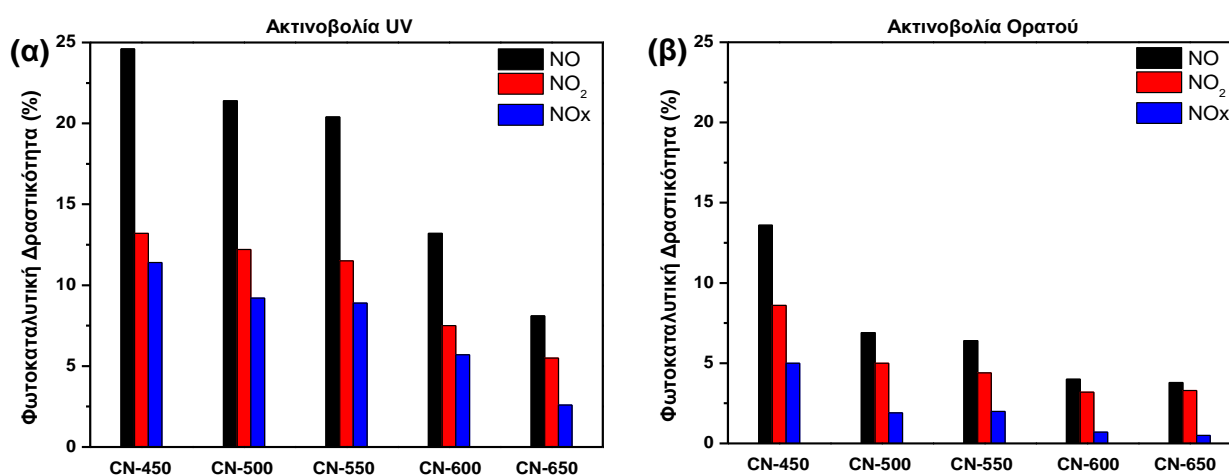 Ακτινοβολία UV
(α)
Φωτοκαταλυτική Δραστικότητα (%)
25
20
15
10
5
0
NO
NO2
NOx
CN-450 CN-500 CN-550 CN-600 CN-650
Ακτινοβολία Ορατού
(β)
Φωτοκαταλυτική Δραστικότητα (%)
25
20
15
10
5
0
NO
NO2
NOx
CN-450 CN-500 CN-550 CN-600 CN-650